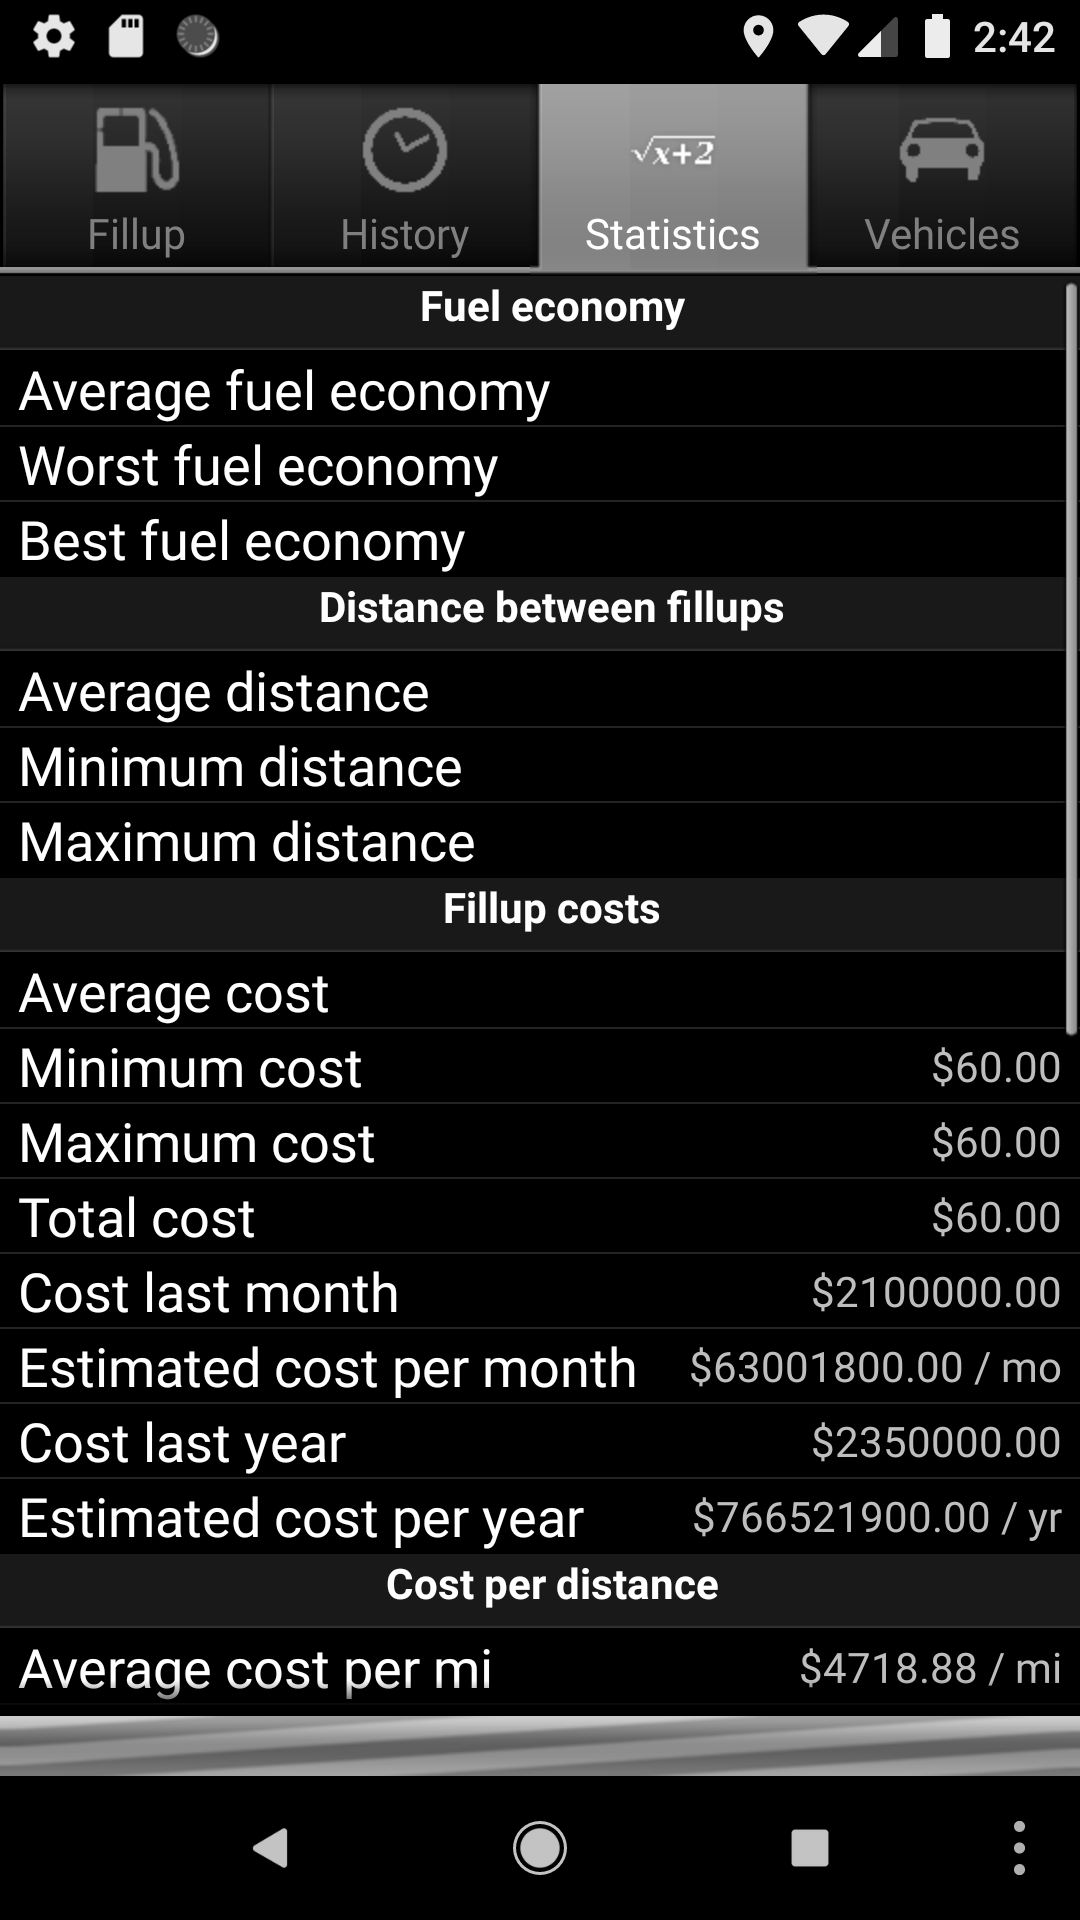 2:42
Fillup
History
√x+2
Statistics
Vehicles
Fuel economy
Average fuel economy
Worst fuel economy
Best fuel economy
Distance between fillups
Average distance
Minimum distance
Maximum distance
Fillup costs
Average cost
Minimum cost $60.00
Maximum cost $60.00
Total cost $60.00
Cost last month $2100000.00
Estimated cost per month $63001800.00 / mo
Cost last year $2350000.00
Estimated cost per year $766521900.00 / yr
Cost per distance
Average cost per mi $4718.88 / mi